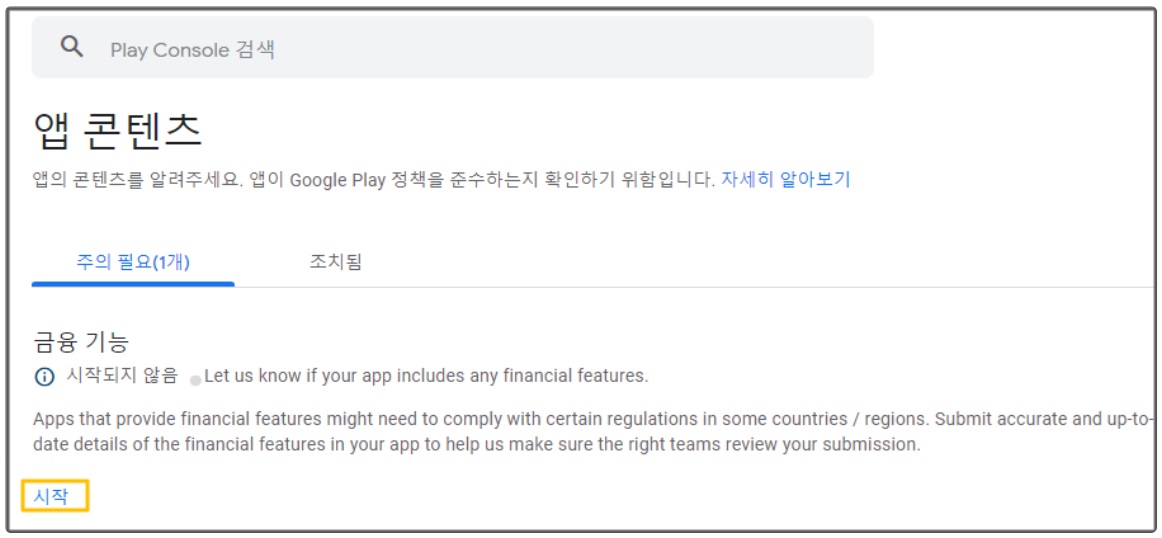 Play Console 검색
앱 콘텐츠
앱의 콘텐츠를 알려주세요. 앱이 Google Play 정책을 준수하는지 확인하기 위함입니다. 자세히 알아보기
주의 필요(1개) 조치됨
금융 기능
시작되지 않음 Let us know if your app includes any financial features.
Apps that provide financial features might need to comply with certain regulations in some countries / regions. Submit accurate and up-to-
date details of the financial features in your app to help us make sure the right teams review your submission.
시작